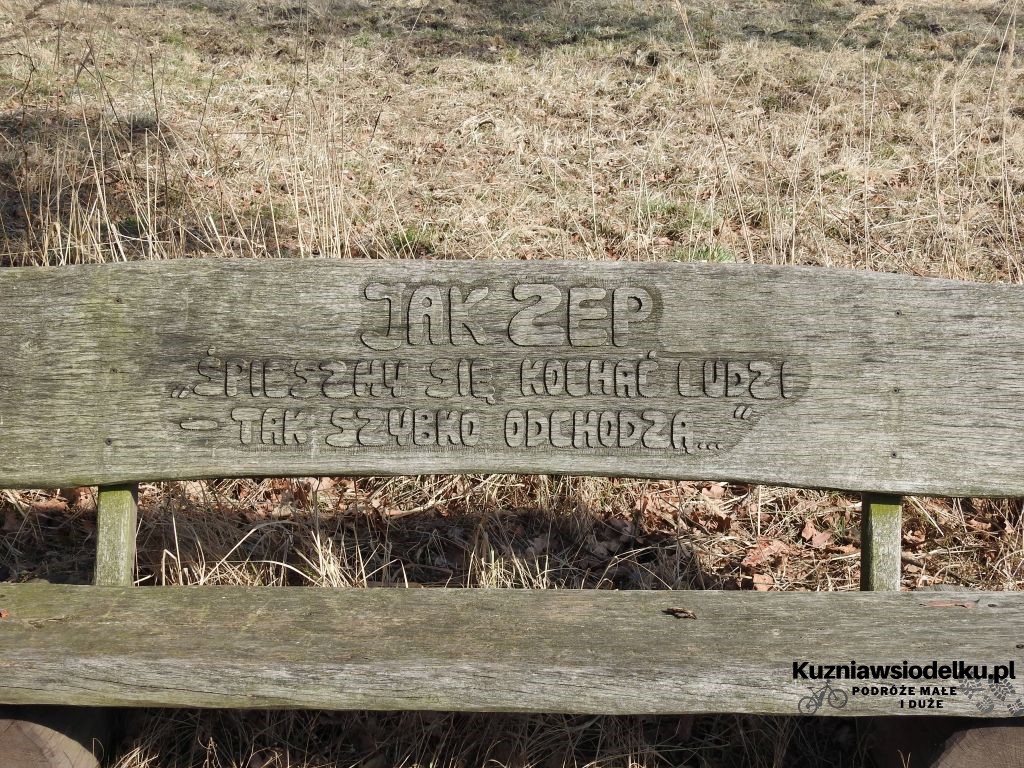 JAK ZEP
„ŚPIESZMY SIĘ KOCHAĆ LUDZI
- TAK SZYBKO ODCHODZĄ..."
Kuzniawsiodelku.pl
PODRÓŻE MAŁE
I DUŻE